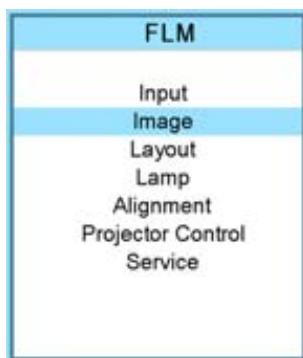 FLM
Input
Image
Layout
Lamp
Alignment
Projector Control
Service